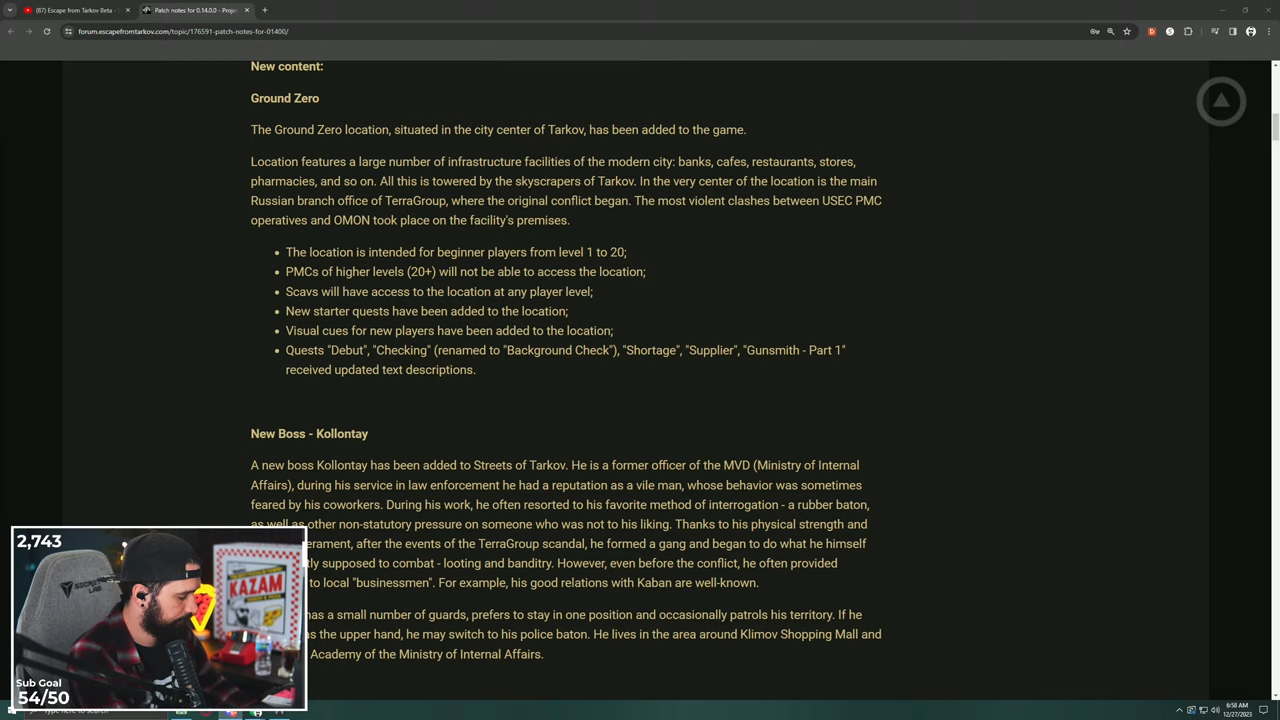 (87) Escape from Tarkov Beta -
Patch notes for 0.14.0.0 - Proje
forum.escapefromtarkov.com/topic/176591-patch-notes-for-01400/
New content:
Ground Zero
The Ground Zero location, situated in the city center of Tarkov, has been added to the game.
Location features a large number of infrastructure facilities of the modern city: banks, cafes, restaurants, stores,
pharmacies, and so on. All this is towered by the skyscrapers of Tarkov. In the very center of the location is the main
Russian branch office of TerraGroup, where the original conflict began. The most violent clashes between USEC PMC
operatives and OMON took place on the facility's premises.
The location is intended for beginner players from level 1 to 20;
PMCs of higher levels (20+) will not be able to access the location;
Scavs will have access to the location at any player level;
New starter quests have been added to the location;
Visual cues for new players have been added to the location;
Quests "Debut", "Checking" (renamed to "Background Check"), "Shortage", "Supplier", "Gunsmith - Part 1"
received updated text descriptions.
New Boss - Kollontay
A new boss Kollontay has been added to Streets of Tarkov. He is a former officer of the MVD (Ministry of Internal
Affairs), during his service in law enforcement he had a reputation as a vile man, whose behavior was sometimes
feared by his coworkers. During his work, he often resorted to his favorite method of interrogation - a rubber baton,
as well as other non-statutory pressure on someone who was not to his liking. Thanks to his physical strength and
erament, after the events of the TerraGroup scandal, he formed a gang and began to do what he himself
tly supposed to combat - looting and banditry. However, even before the conflict, he often provided
to local "businessmen". For example, his good relations with Kaban are well-known.
has a small number of guards, prefers to stay in one position and occasionally patrols his territory. If he
s the upper hand, he may switch to his police baton. He lives in the area around Klimov Shopping Mall and
Academy of the Ministry of Internal Affairs.
2,743
SECRETLAB
KAZAM
Sub Goal
54/50
Type here to search
6:58 AM
12/27/2023